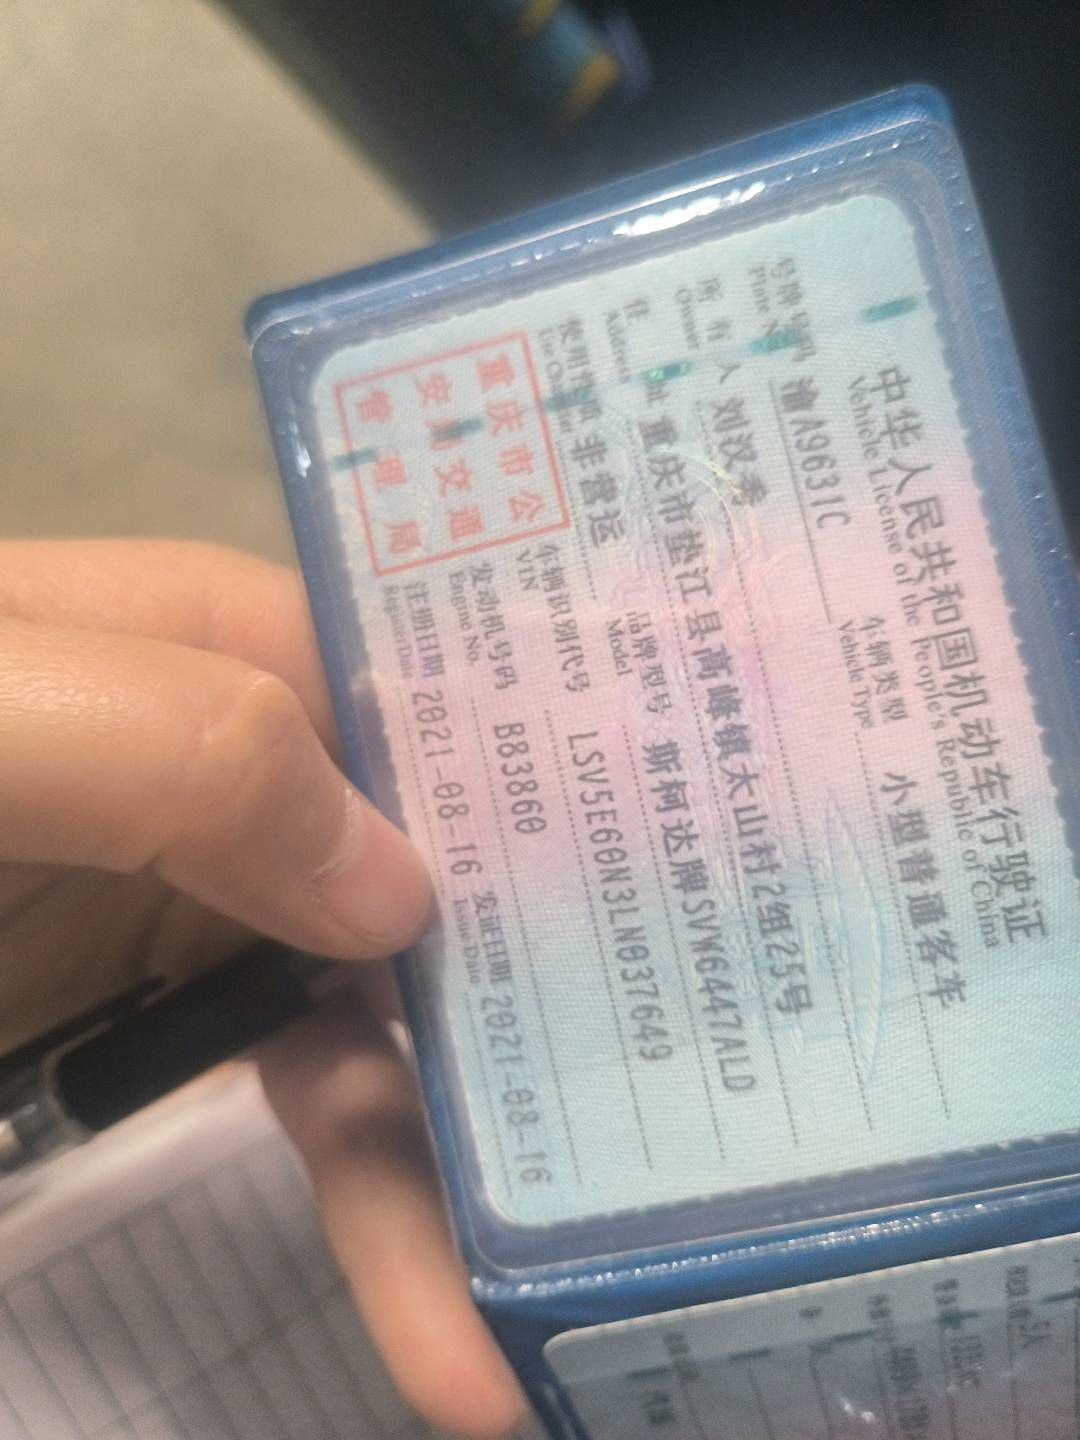 中华人民共和国机动车行驶证
Vehicle License of the People's Republic of China
号牌号码 渝A9631C 车辆类型 小型普通客车
Plate No. Vehicle Type
所有人 刘汉秀
Owner
住址 重庆市垫江县高峰镇太山村2组25号
Address
使用性质 非营运 品牌型号 斯柯达牌SVW6447ALD
Use Character Model
车辆识别代号 LSV5E60N3LN037649
VIN
发动机号码 B83860
Engine No.
注册日期 2021-08-16 发证日期 2021-08-16
Register Date Issue Date
重庆市公
安局交通
管理局